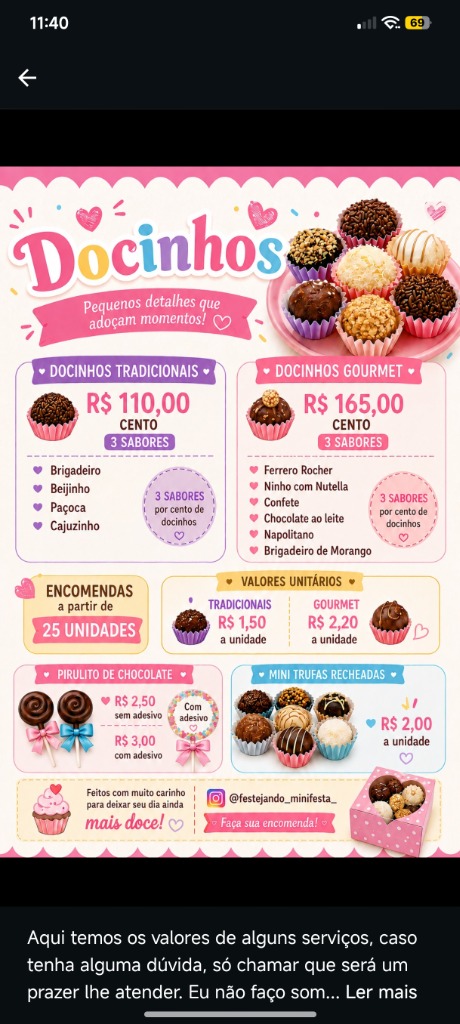 11:40
69
Docinhos
Pequenos detalhes que
adoçam momentos!
DOCINHOS TRADICIONAIS
R$ 110,00
CENTO
3 SABORES
Brigadeiro
Beijinho
Paçoca
Cajuzinho
3 SABORES
por cento de
docinhos
DOCINHOS GOURMET
R$ 165,00
CENTO
3 SABORES
Ferrero Rocher
Ninho com Nutella
Confete
Chocolate ao leite
Napolitano
Brigadeiro de Morango
3 SABORES
por cento de
docinhos
ENCOMENDAS
a partir de
25 UNIDADES
VALORES UNITÁRIOS
TRADICIONAIS
R$ 1,50
a unidade
GOURMET
R$ 2,20
a unidade
PIRULITO DE CHOCOLATE
R$ 2,50
sem adesivo
R$ 3,00
com adesivo
Com
adesivo
MINI TRUFAS RECHEADAS
R$ 2,00
a unidade
Feitos com muito carinho
para deixar seu dia ainda
mais doce!
@festejando_minifesta_
Faça sua encomenda!
Aqui temos os valores de alguns serviços, caso
tenha alguma dúvida, só chamar que será um
prazer lhe atender. Eu não faço som... Ler mais